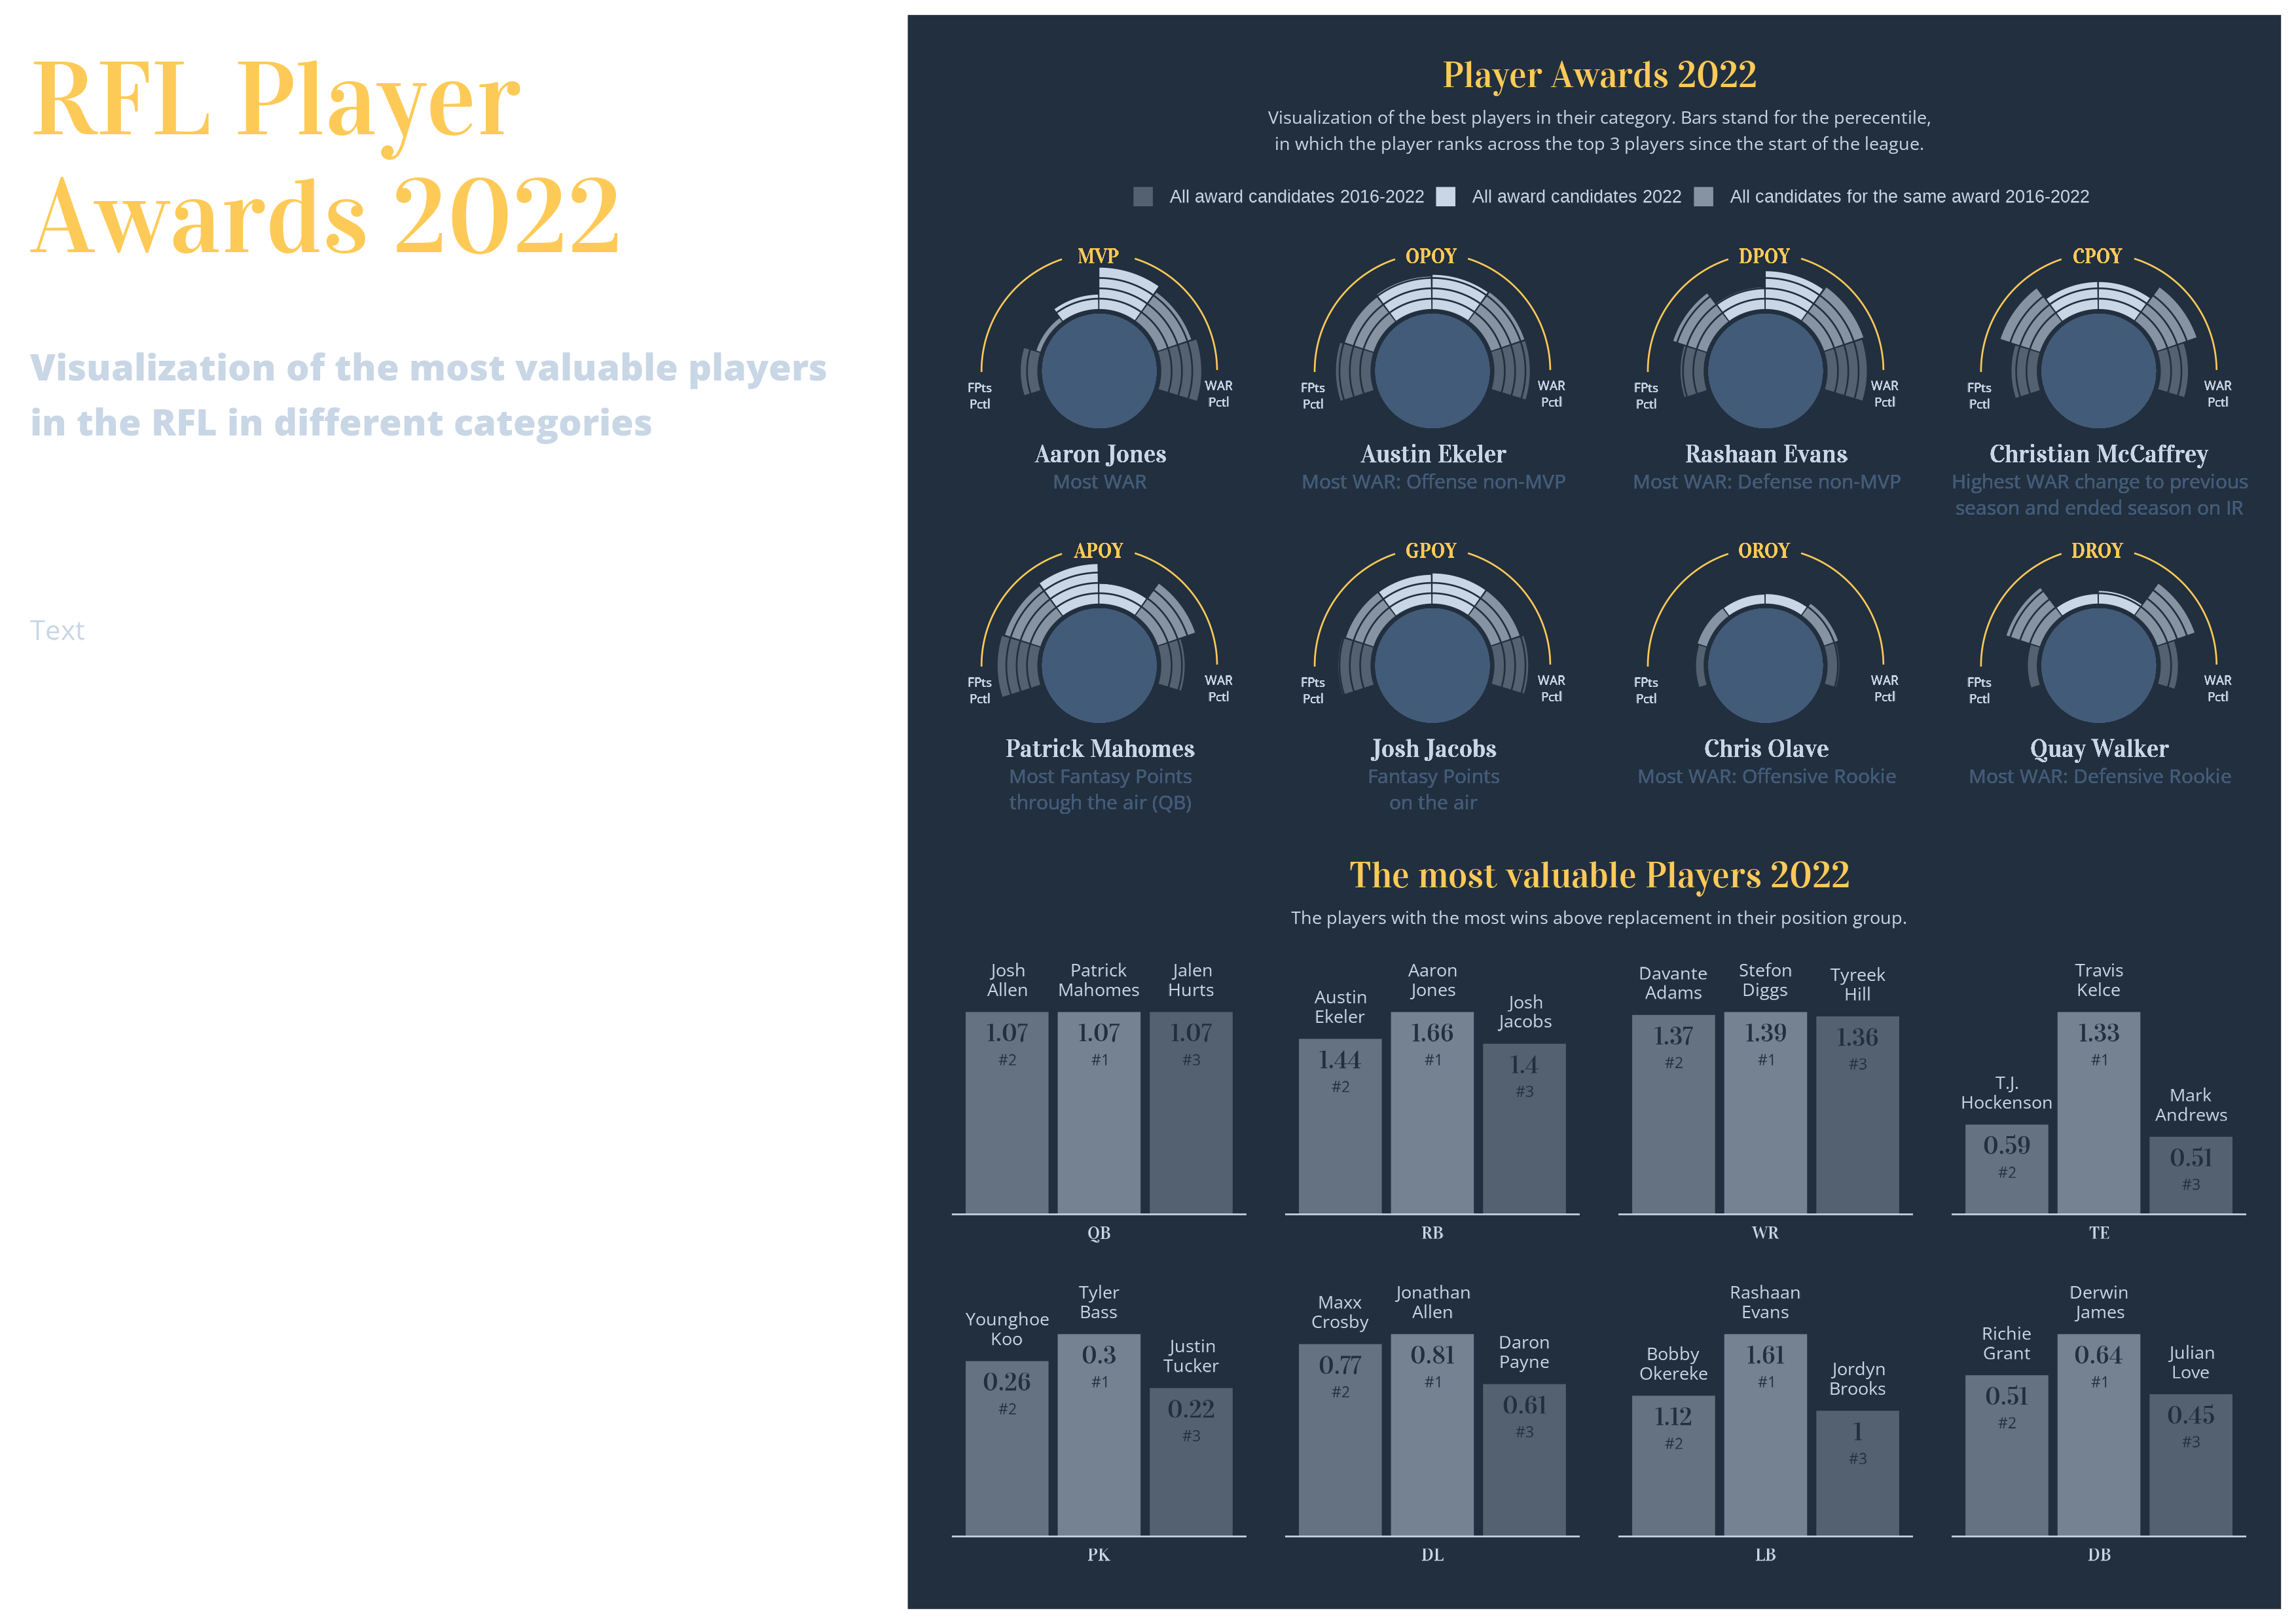 RFL Player
Awards 2022
Visualization of the most valuable players
in the RFL in different categories
Text
Player Awards 2022
Visualization of the best players in their category. Bars stand for the perecentile,
in which the player ranks across the top 3 players since the start of the league.
All award candidates 2016-2022 All award candidates 2022 All candidates for the same award 2016-2022
MVP
FPts
Pctl
WAR
Pctl
Aaron Jones
Most WAR
OPOY
FPts
Pctl
WAR
Pctl
Austin Ekeler
Most WAR: Offense non-MVP
DPOY
FPts
Pctl
WAR
Pctl
Rashaan Evans
Most WAR: Defense non-MVP
CPOY
FPts
Pctl
WAR
Pctl
Christian McCaffrey
Highest WAR change to previous
season and ended season on IR
APOY
FPts
Pctl
WAR
Pctl
Patrick Mahomes
Most Fantasy Points
through the air (QB)
GPOY
FPts
Pctl
WAR
Pctl
Josh Jacobs
Fantasy Points
on the air
OROY
FPts
Pctl
WAR
Pctl
Chris Olave
Most WAR: Offensive Rookie
DROY
FPts
Pctl
WAR
Pctl
Quay Walker
Most WAR: Defensive Rookie
The most valuable Players 2022
The players with the most wins above replacement in their position group.
Josh
Allen
1.07
#2
Patrick
Mahomes
1.07
#1
Jalen
Hurts
1.07
#3
QB
Austin
Ekeler
1.44
#2
Aaron
Jones
1.66
#1
Josh
Jacobs
1.4
#3
RB
Davante
Adams
1.37
#2
Stefon
Diggs
1.39
#1
Tyreek
Hill
1.36
#3
WR
T.J.
Hockenson
0.59
#2
Travis
Kelce
1.33
#1
Mark
Andrews
0.51
#3
TE
Younghoe
Koo
0.26
#2
Tyler
Bass
0.3
#1
Justin
Tucker
0.22
#3
PK
Maxx
Crosby
0.77
#2
Jonathan
Allen
0.81
#1
Daron
Payne
0.61
#3
DL
Bobby
Okereke
1.12
#2
Rashaan
Evans
1.61
#1
Jordyn
Brooks
1
#3
LB
Richie
Grant
0.51
#2
Derwin
James
0.64
#1
Julian
Love
0.45
#3
DB